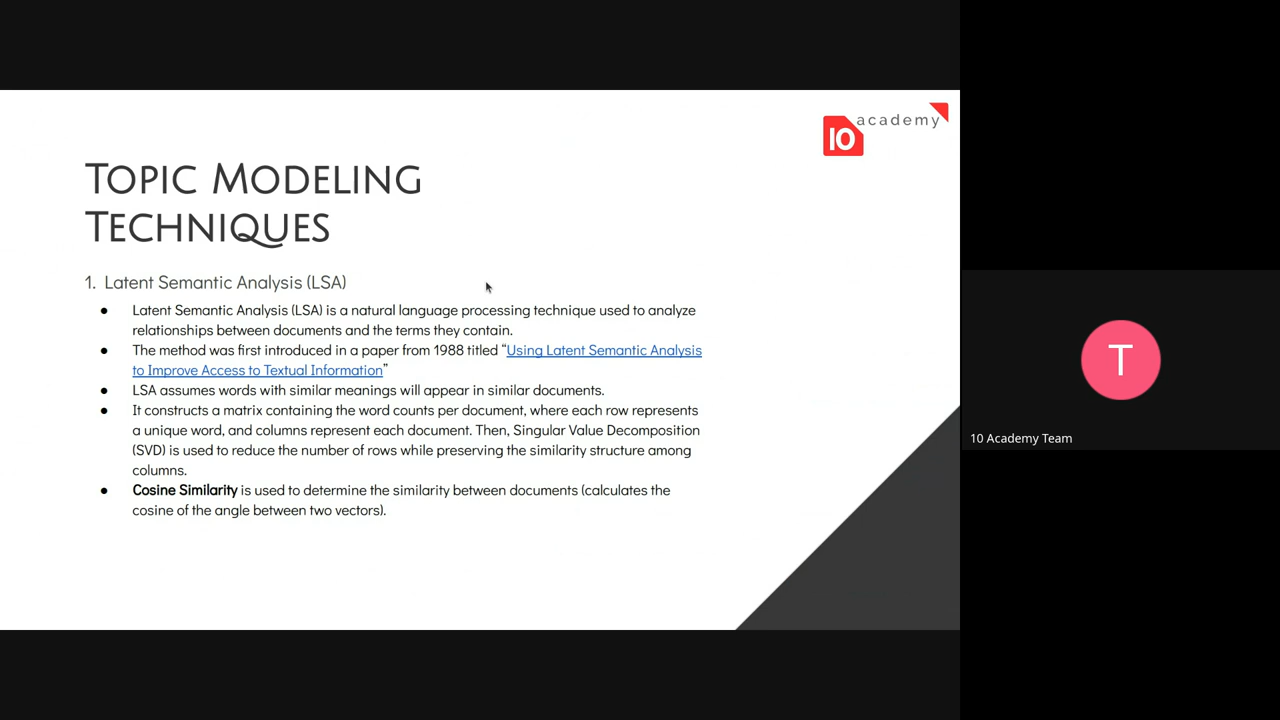 10 academy
Topic Modeling
Techniques
1. Latent Semantic Analysis (LSA)
● Latent Semantic Analysis (LSA) is a natural language processing technique used to analyze
relationships between documents and the terms they contain.
● The method was first introduced in a paper from 1988 titled “Using Latent Semantic Analysis
to Improve Access to Textual Information”
● LSA assumes words with similar meanings will appear in similar documents.
● It constructs a matrix containing the word counts per document, where each row represents
a unique word, and columns represent each document. Then, Singular Value Decomposition
(SVD) is used to reduce the number of rows while preserving the similarity structure among
columns.
● Cosine Similarity is used to determine the similarity between documents (calculates the
cosine of the angle between two vectors).
T
10 Academy Team